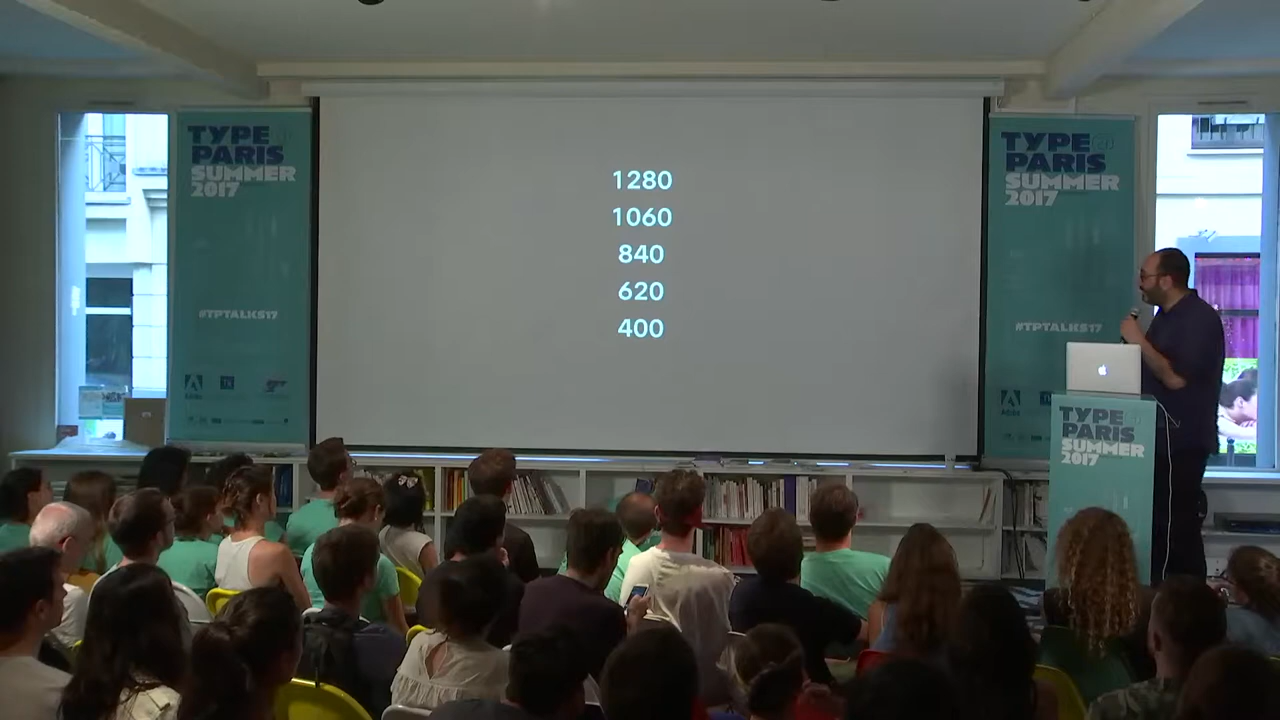 TYPE@
PARIS
SUMMER
2017
#TPTALKS17
1280
1060
840
620
400
TYPE@
PARIS
SUMMER
2017
#TPTALKS17
TYPE@
PARIS
SUMMER
2017